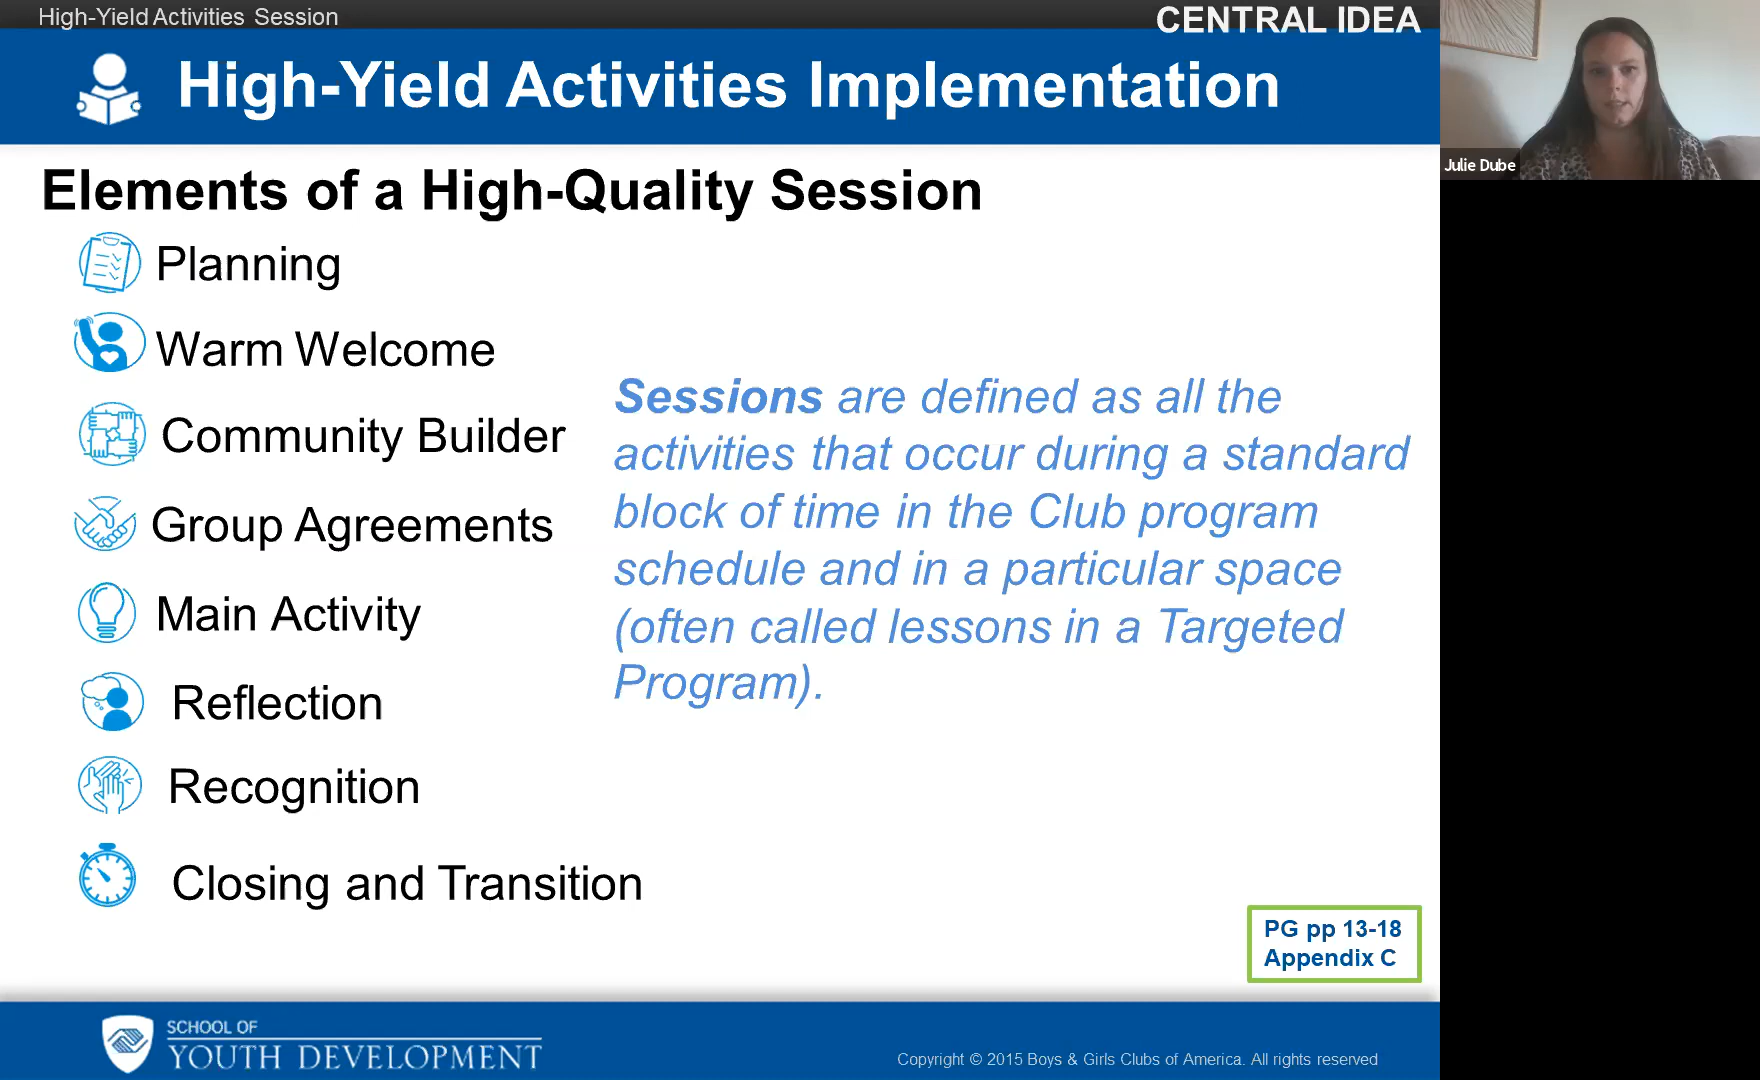 High-Yield Activities Session
CENTRAL IDEA
High-Yield Activities Implementation
Julie Dube
Elements of a High-Quality Session
Planning
Warm Welcome
Community Builder
Group Agreements
Main Activity
Reflection
Recognition
Closing and Transition
Sessions are defined as all the
activities that occur during a standard
block of time in the Club program
schedule and in a particular space
(often called lessons in a Targeted
Program).
PG pp 13-18
Appendix C
SCHOOL OF
YOUTH DEVELOPMENT
Copyright © 2015 Boys & Girls Clubs of America. All rights reserved